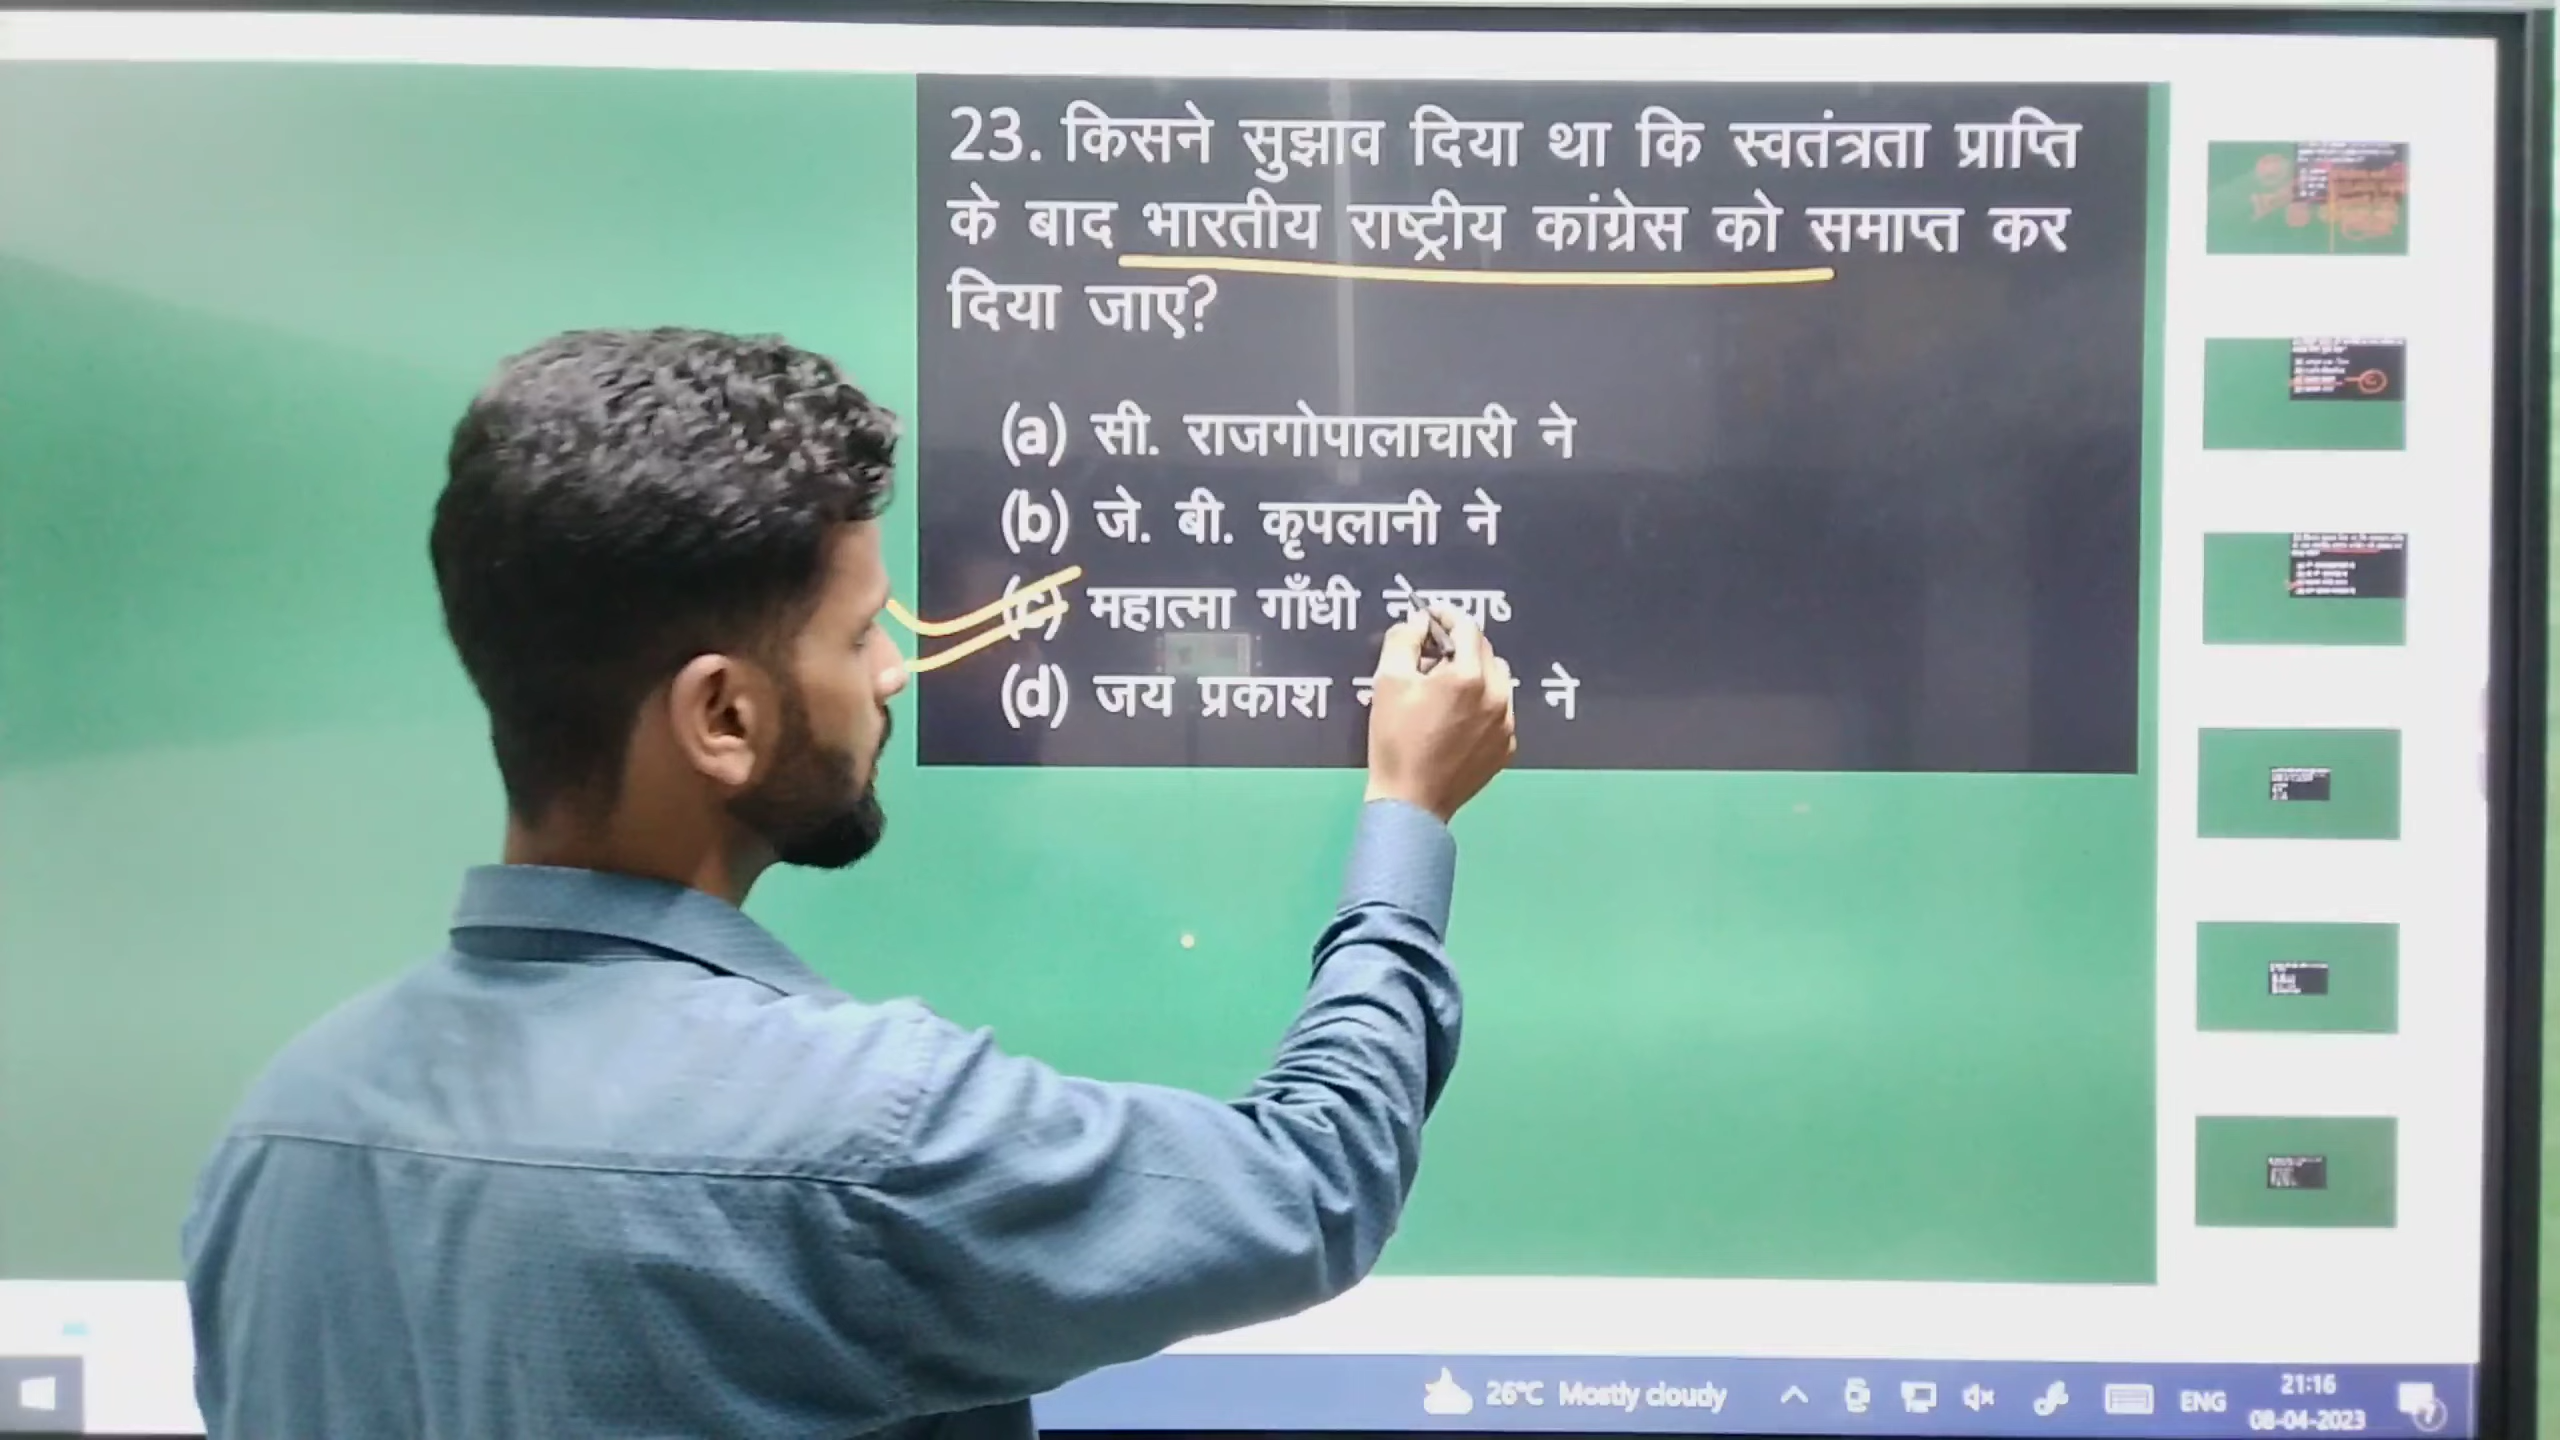 23. किसने सुझाव दिया था कि स्वतंत्रता प्राप्ति
के बाद भारतीय राष्ट्रीय कांग्रेस को समाप्त कर
दिया जाए?
(a) सी. राजगोपालाचारी ने
(b) जे. बी. कृपलानी ने
(c) महात्मा गाँधी ने
(d) जय प्रकाश ने
26°C Mostly cloudy
ENG
21:16
08-04-2023